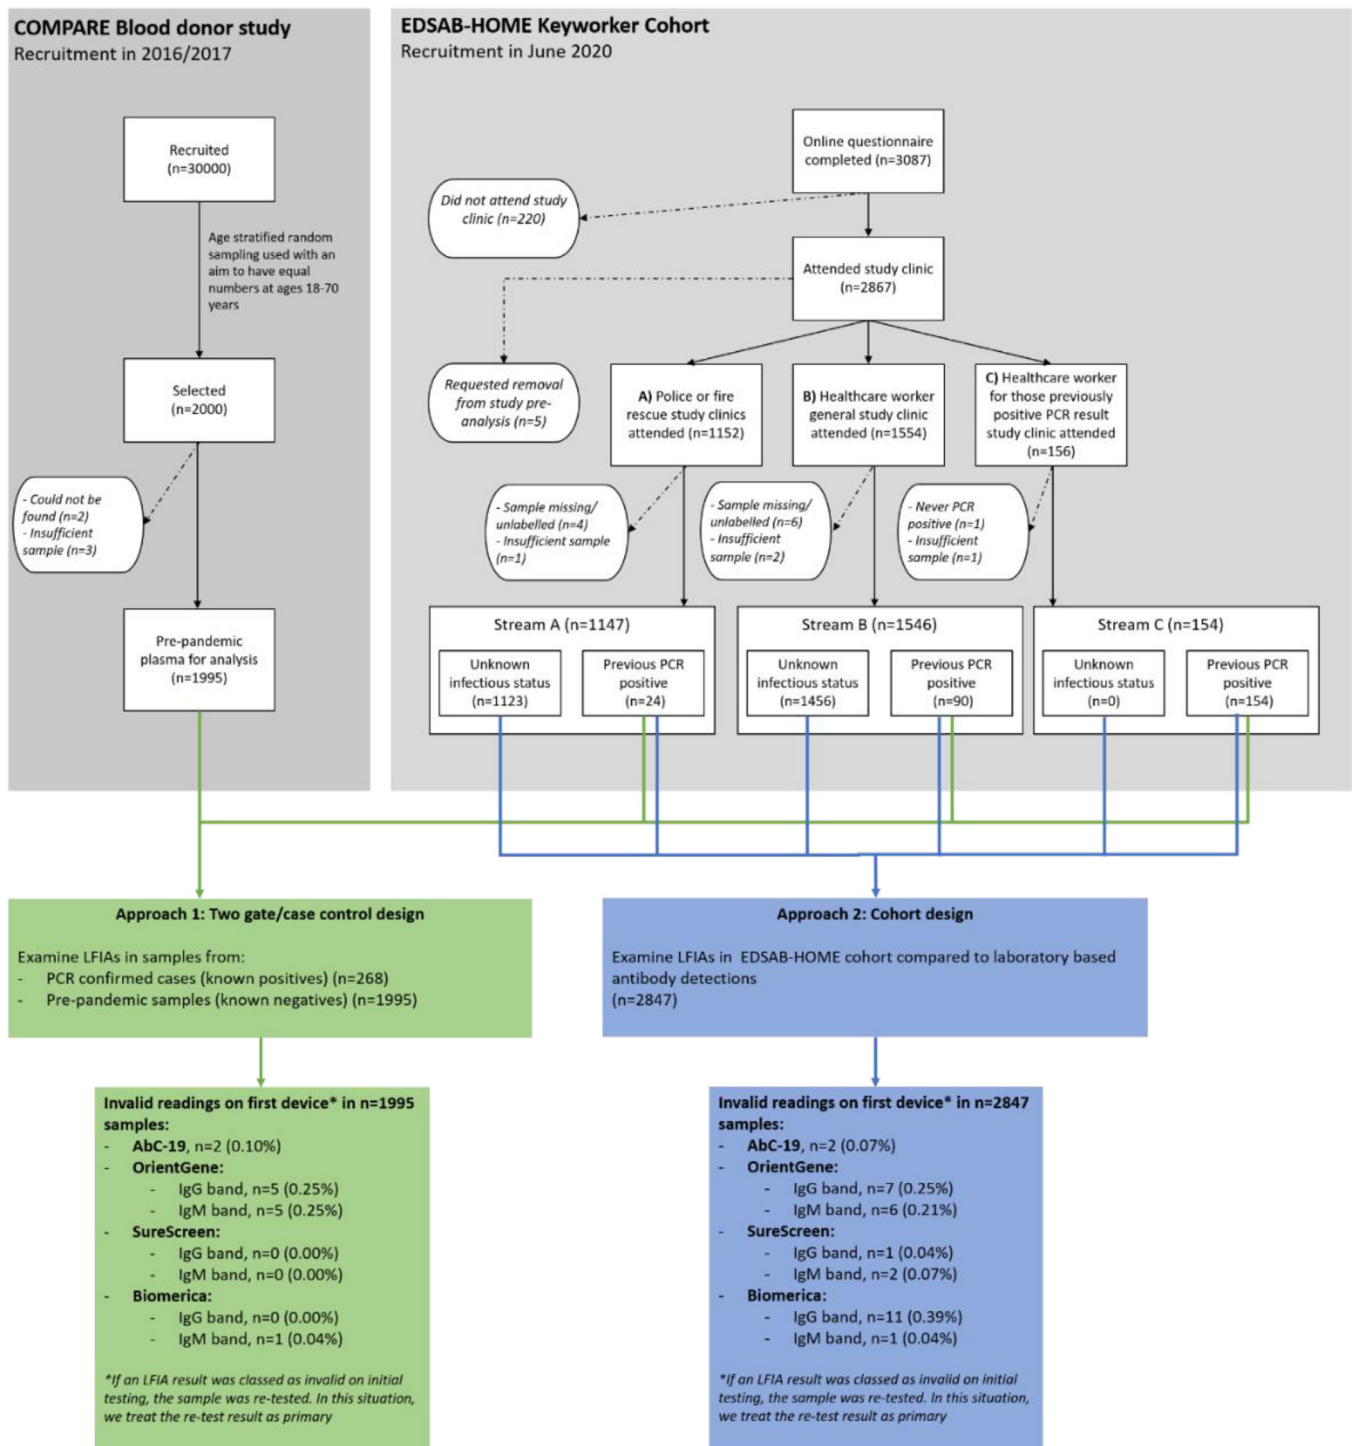 COMPARE Blood donor study
Recruitment in 2016/2017
Recruited
(n=30000)
Age stratified random
sampling used with an
aim to have equal
numbers at ages 18-70
years
Selected
(n=2000)
- Could not be
found (n=2)
- Insufficient
sample (n=3)
Pre-pandemic
plasma for analysis
(n=1995)
EDSAB-HOME Keyworker Cohort
Recruitment in June 2020
Online questionnaire
completed (n=3087)
Did not attend study
clinic (n=220)
Attended study clinic
(n=2867)
Requested removal
from study pre-
analysis (n=5)
A) Police or fire
rescue study clinics
attended (n=1152)
B) Healthcare worker
general study clinic
attended (n=1554)
C) Healthcare worker
for those previously
positive PCR result
study clinic attended
(n=156)
- Sample missing/
unlabelled (n=4)
- Insufficient sample
(n=1)
- Sample missing/
unlabelled (n=6)
- Insufficient
sample (n=2)
- Never PCR
positive (n=1)
- Insufficient
sample (n=1)
Stream A (n=1147)
Unknown
infectious status
(n=1123)
Previous PCR
positive
(n=24)
Stream B (n=1546)
Unknown
infectious status
(n=1456)
Previous PCR
positive
(n=90)
Stream C (n=154)
Unknown
infectious status
(n=0)
Previous PCR
positive
(n=154)
Approach 1: Two gate/case control design
Examine LFIAs in samples from:
- PCR confirmed cases (known positives) (n=268)
- Pre-pandemic samples (known negatives) (n=1995)
Approach 2: Cohort design
Examine LFIAs in EDSAB-HOME cohort compared to laboratory based
antibody detections
(n=2847)
Invalid readings on first device* in n=1995
samples:
- AbC-19, n=2 (0.10%)
- OrientGene:
- IgG band, n=5 (0.25%)
- IgM band, n=5 (0.25%)
- SureScreen:
- IgG band, n=0 (0.00%)
- IgM band, n=0 (0.00%)
- Biomerica:
- IgG band, n=0 (0.00%)
- IgM band, n=1 (0.04%)
*If an LFIA result was classed as invalid on initial
testing, the sample was re-tested. In this situation,
we treat the re-test result as primary
Invalid readings on first device* in n=2847
samples:
- AbC-19, n=2 (0.07%)
- OrientGene:
- IgG band, n=7 (0.25%)
- IgM band, n=6 (0.21%)
- SureScreen:
- IgG band, n=1 (0.04%)
- IgM band, n=2 (0.07%)
- Biomerica:
- IgG band, n=11 (0.39%)
- IgM band, n=1 (0.04%)
*If an LFIA result was classed as invalid on initial
testing, the sample was re-tested. In this situation,
we treat the re-test result as primary